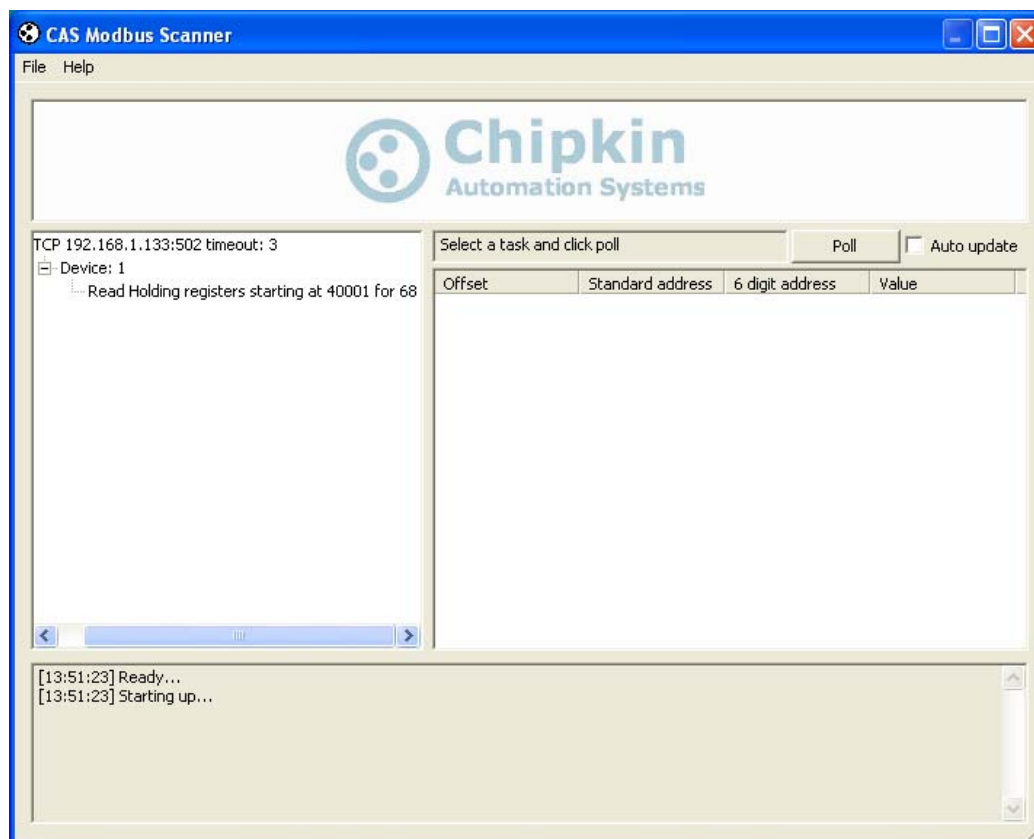 CAS Modbus Scanner
File Help
Chipkin
Automation Systems
TCP 192.168.1.133:502 timeout: 3
Device: 1
Read Holding registers starting at 40001 for 68
Select a task and click poll
Poll
Auto update
Offset Standard address 6 digit address Value
[13:51:23] Ready...
[13:51:23] Starting up...